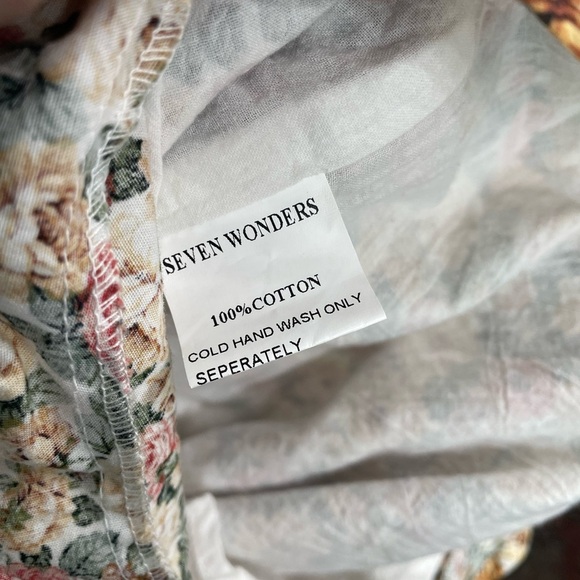 SEVEN WONDERS
100%COTTON
COLD HAND WASH ONLY
SEPERATELY